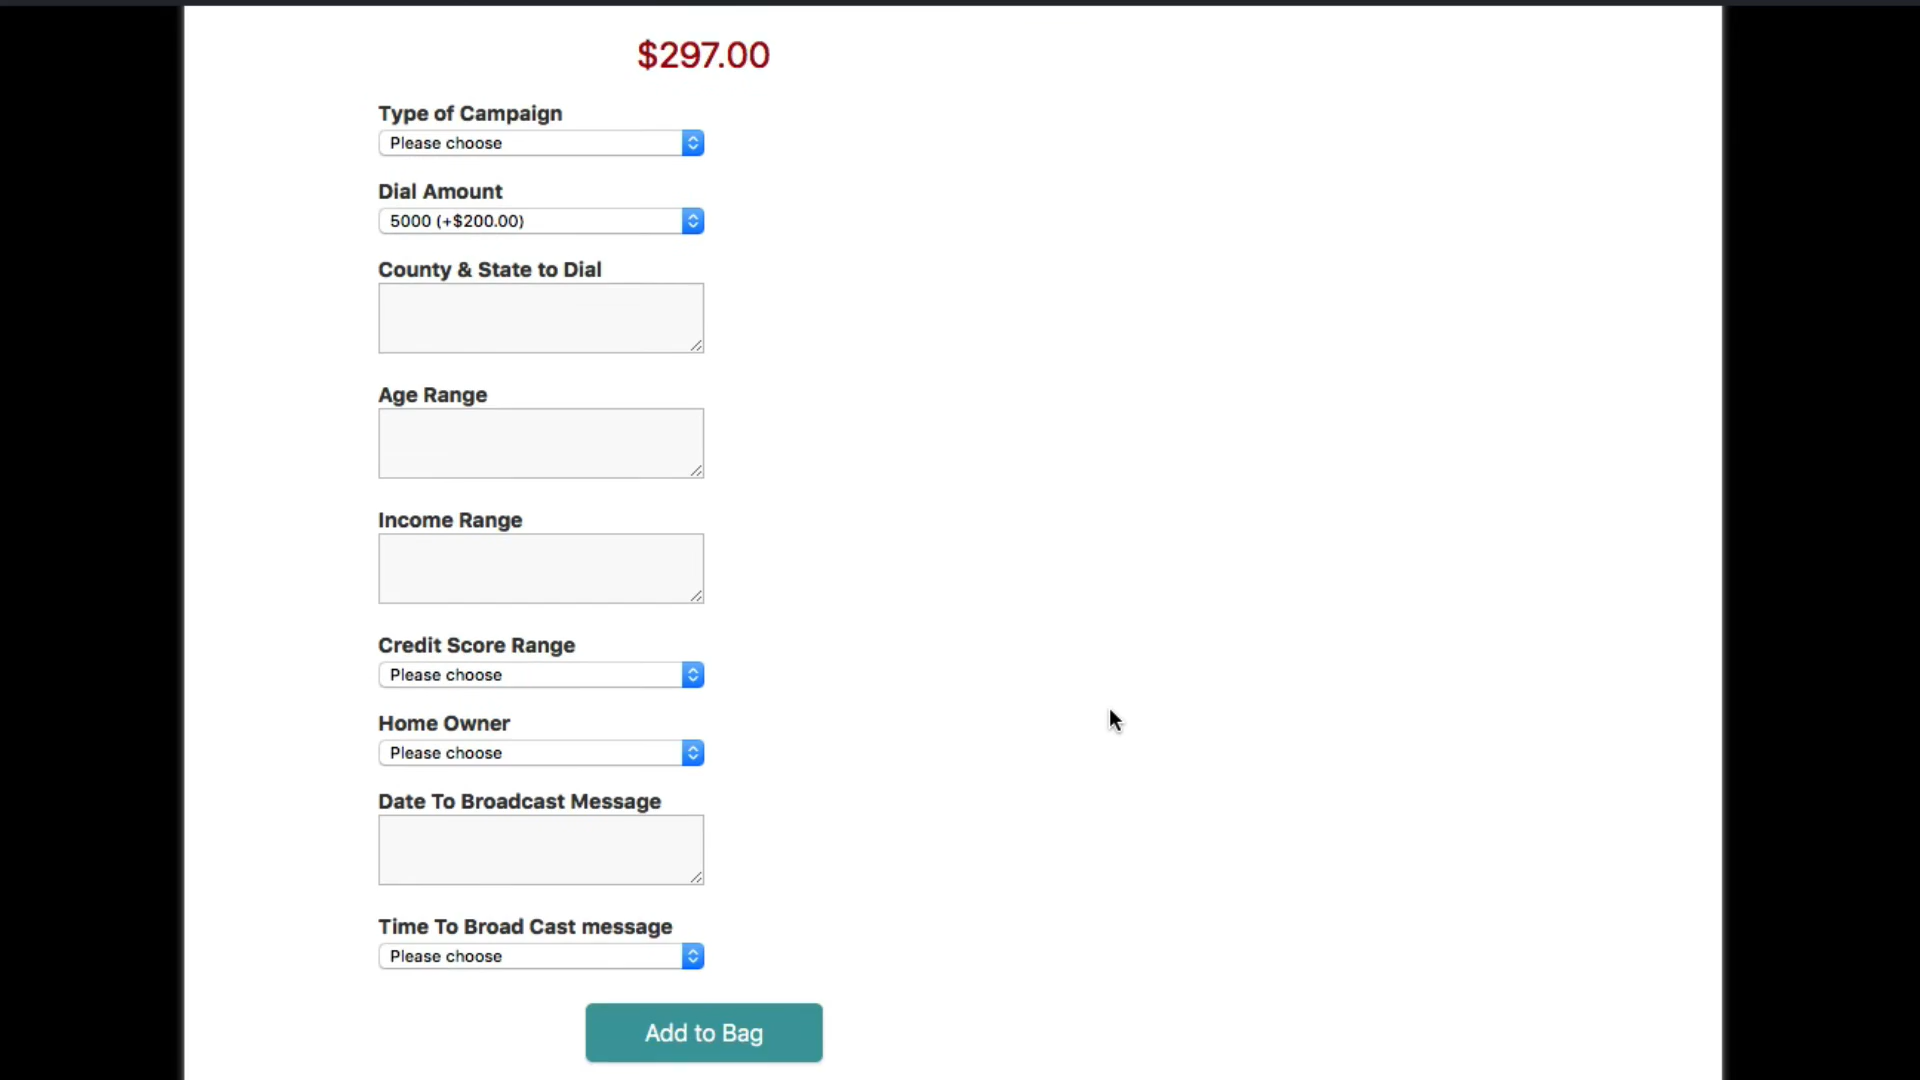 $297.00
Type of Campaign
Please choose
Dial Amount
5000 (+$200.00)
County & State to Dial
Age Range
Income Range
Credit Score Range
Please choose
Home Owner
Please choose
Date To Broadcast Message
Time To Broad Cast message
Please choose
Add to Bag